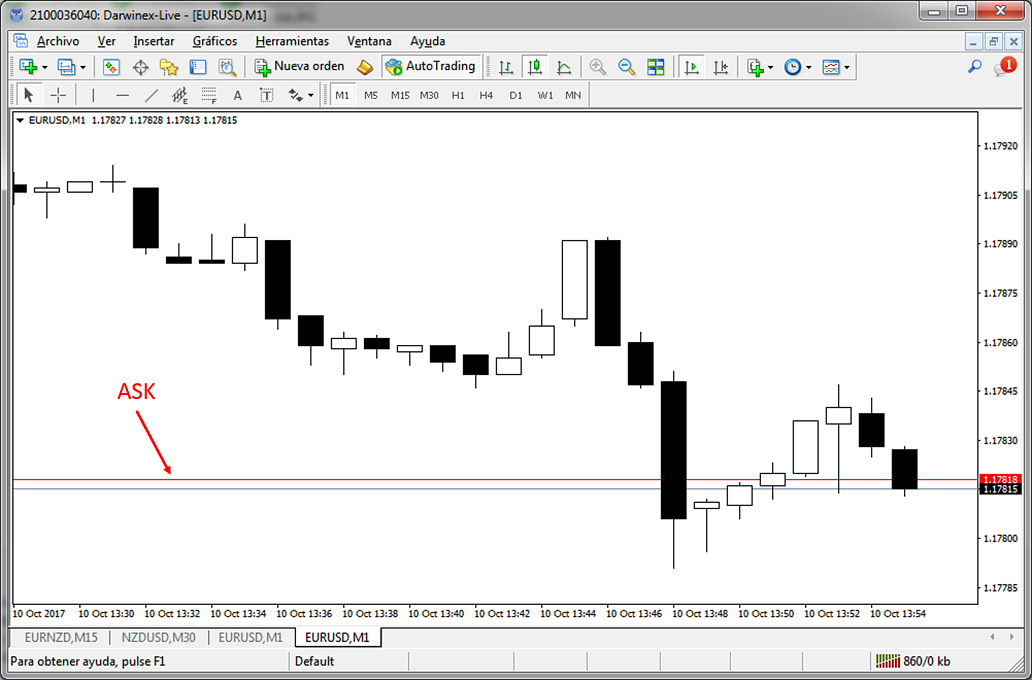 2100036040: Darwinex-Live - [EURUSD,M1]
Archivo Ver Insertar Gráficos Herramientas Ventana Ayuda
Nueva orden AutoTrading 1
A T M1 M5 M15 M30 H1 H4 D1 W1 MN
EURUSD,M1 1.17827 1.17828 1.17813 1.17815
1.17920
1.17905
1.17890
1.17875
1.17860
ASK
1.17845
1.17830
1.17818
1.17815
1.17800
1.17785
10 Oct 2017 10 Oct 13:30 10 Oct 13:32 10 Oct 13:34 10 Oct 13:36 10 Oct 13:38 10 Oct 13:40 10 Oct 13:42 10 Oct 13:44 10 Oct 13:46 10 Oct 13:48 10 Oct 13:50 10 Oct 13:52 10 Oct 13:54
EURNZD,M15 NZDUSD,M30 EURUSD,M1 EURUSD,M1
Para obtener ayuda, pulse F1 Default 860/0 kb